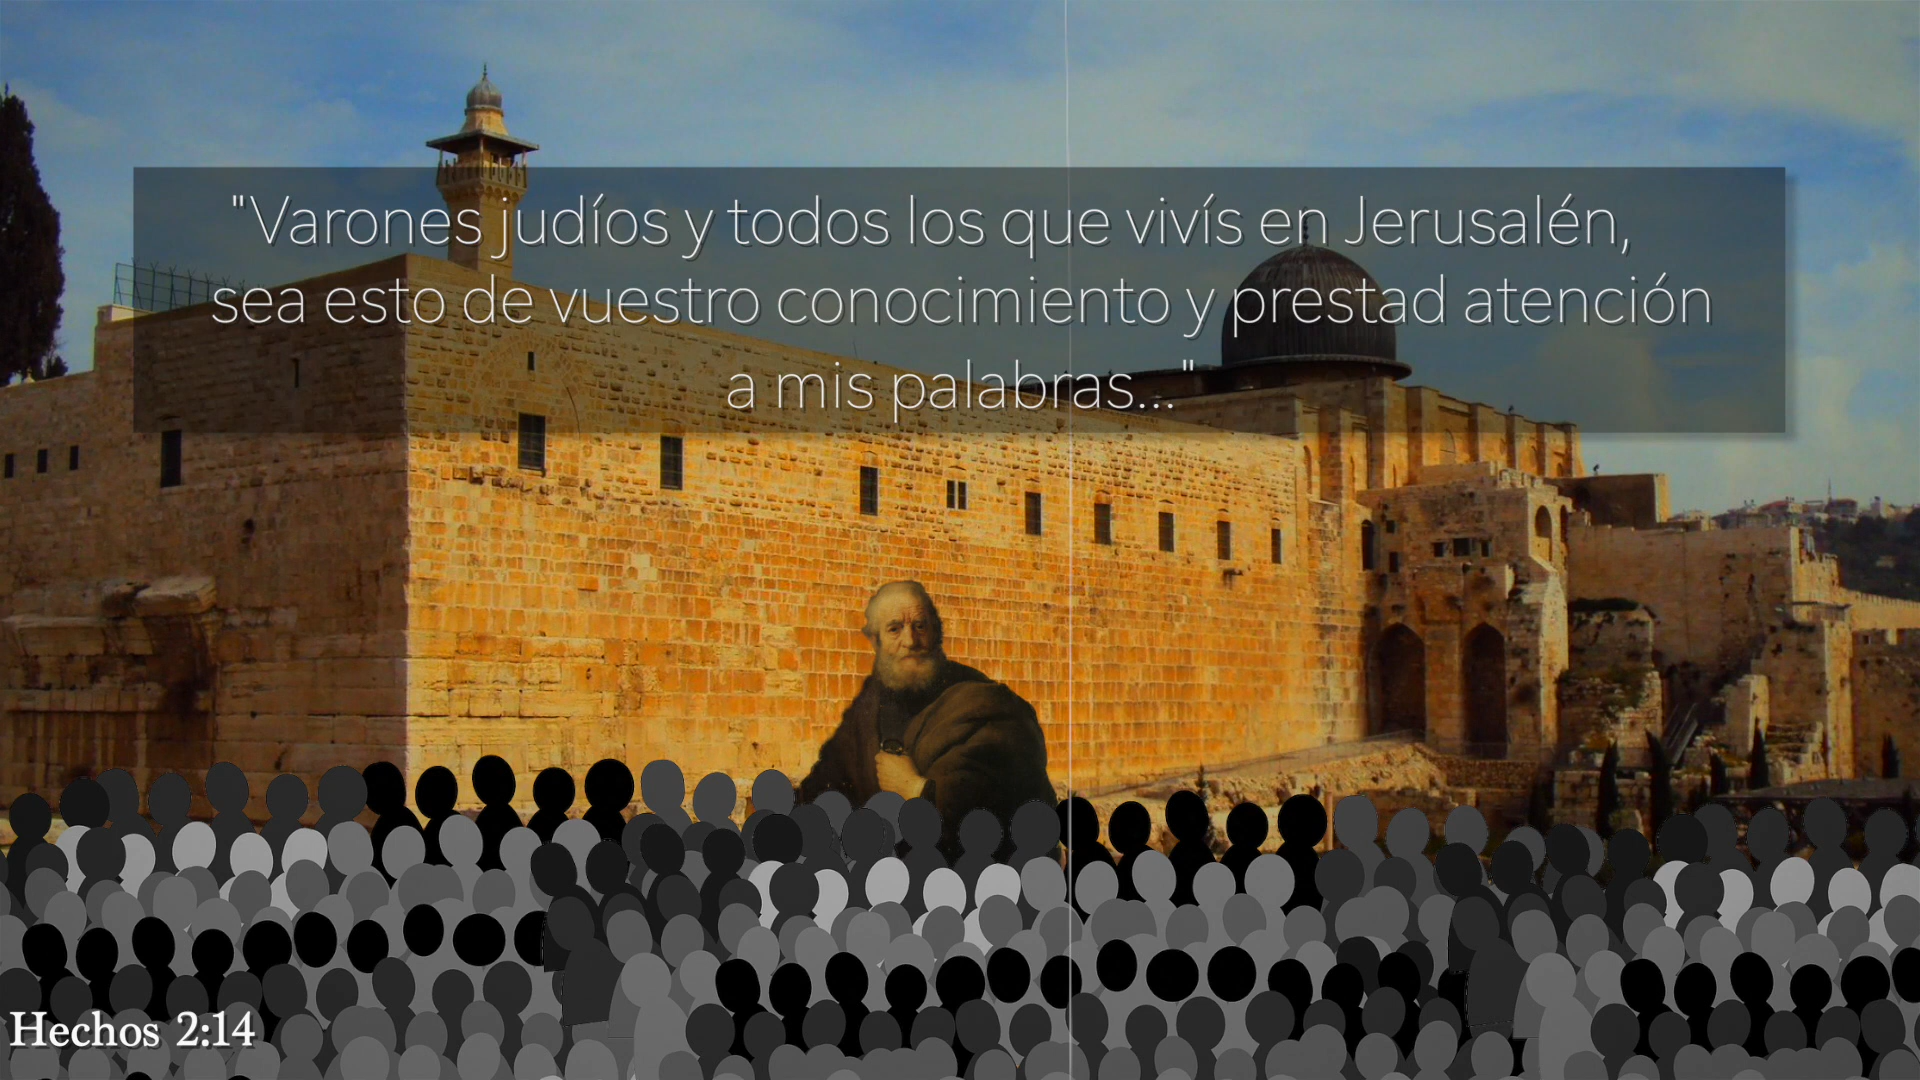 "Varones judíos y todos los que vivís en Jerusalén,
sea esto de vuestro conocimiento y prestad atención
a mis palabras..."
Hechos 2:14